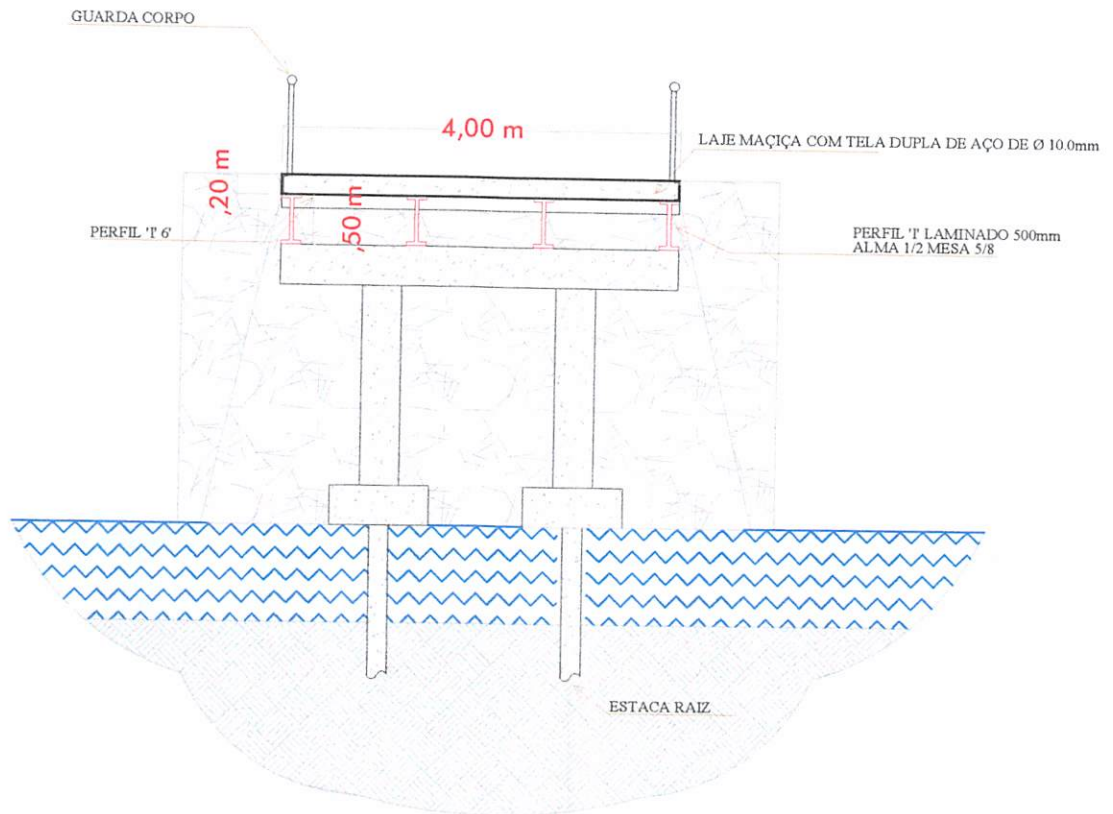 GUARDA CORPO
4,00 m
LAJE MAÇIÇA COM TELA DUPLA DE AÇO DE Ø 10.0mm
,20 m
,50 m
PERFIL 'I' 6'
PERFIL 'I' LAMINADO 500mm
ALMA 1/2 MESA 5/8
ESTACA RAIZ